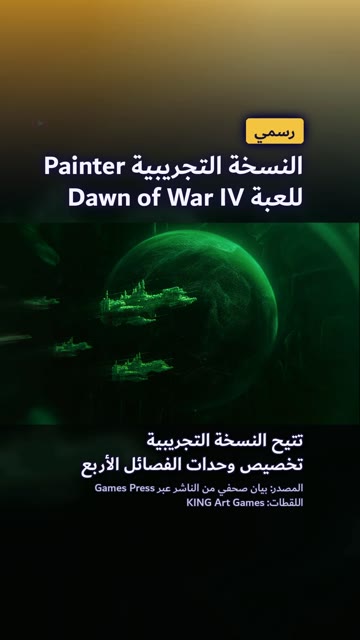 رسمي
النسخة التجريبية Painter
للعبة Dawn of War IV
تتيح النسخة التجريبية
تخصيص وحدات الفصائل الأربع
المصدر: بيان صحفي من الناشر عبر Games Press
اللقطات: KING Art Games